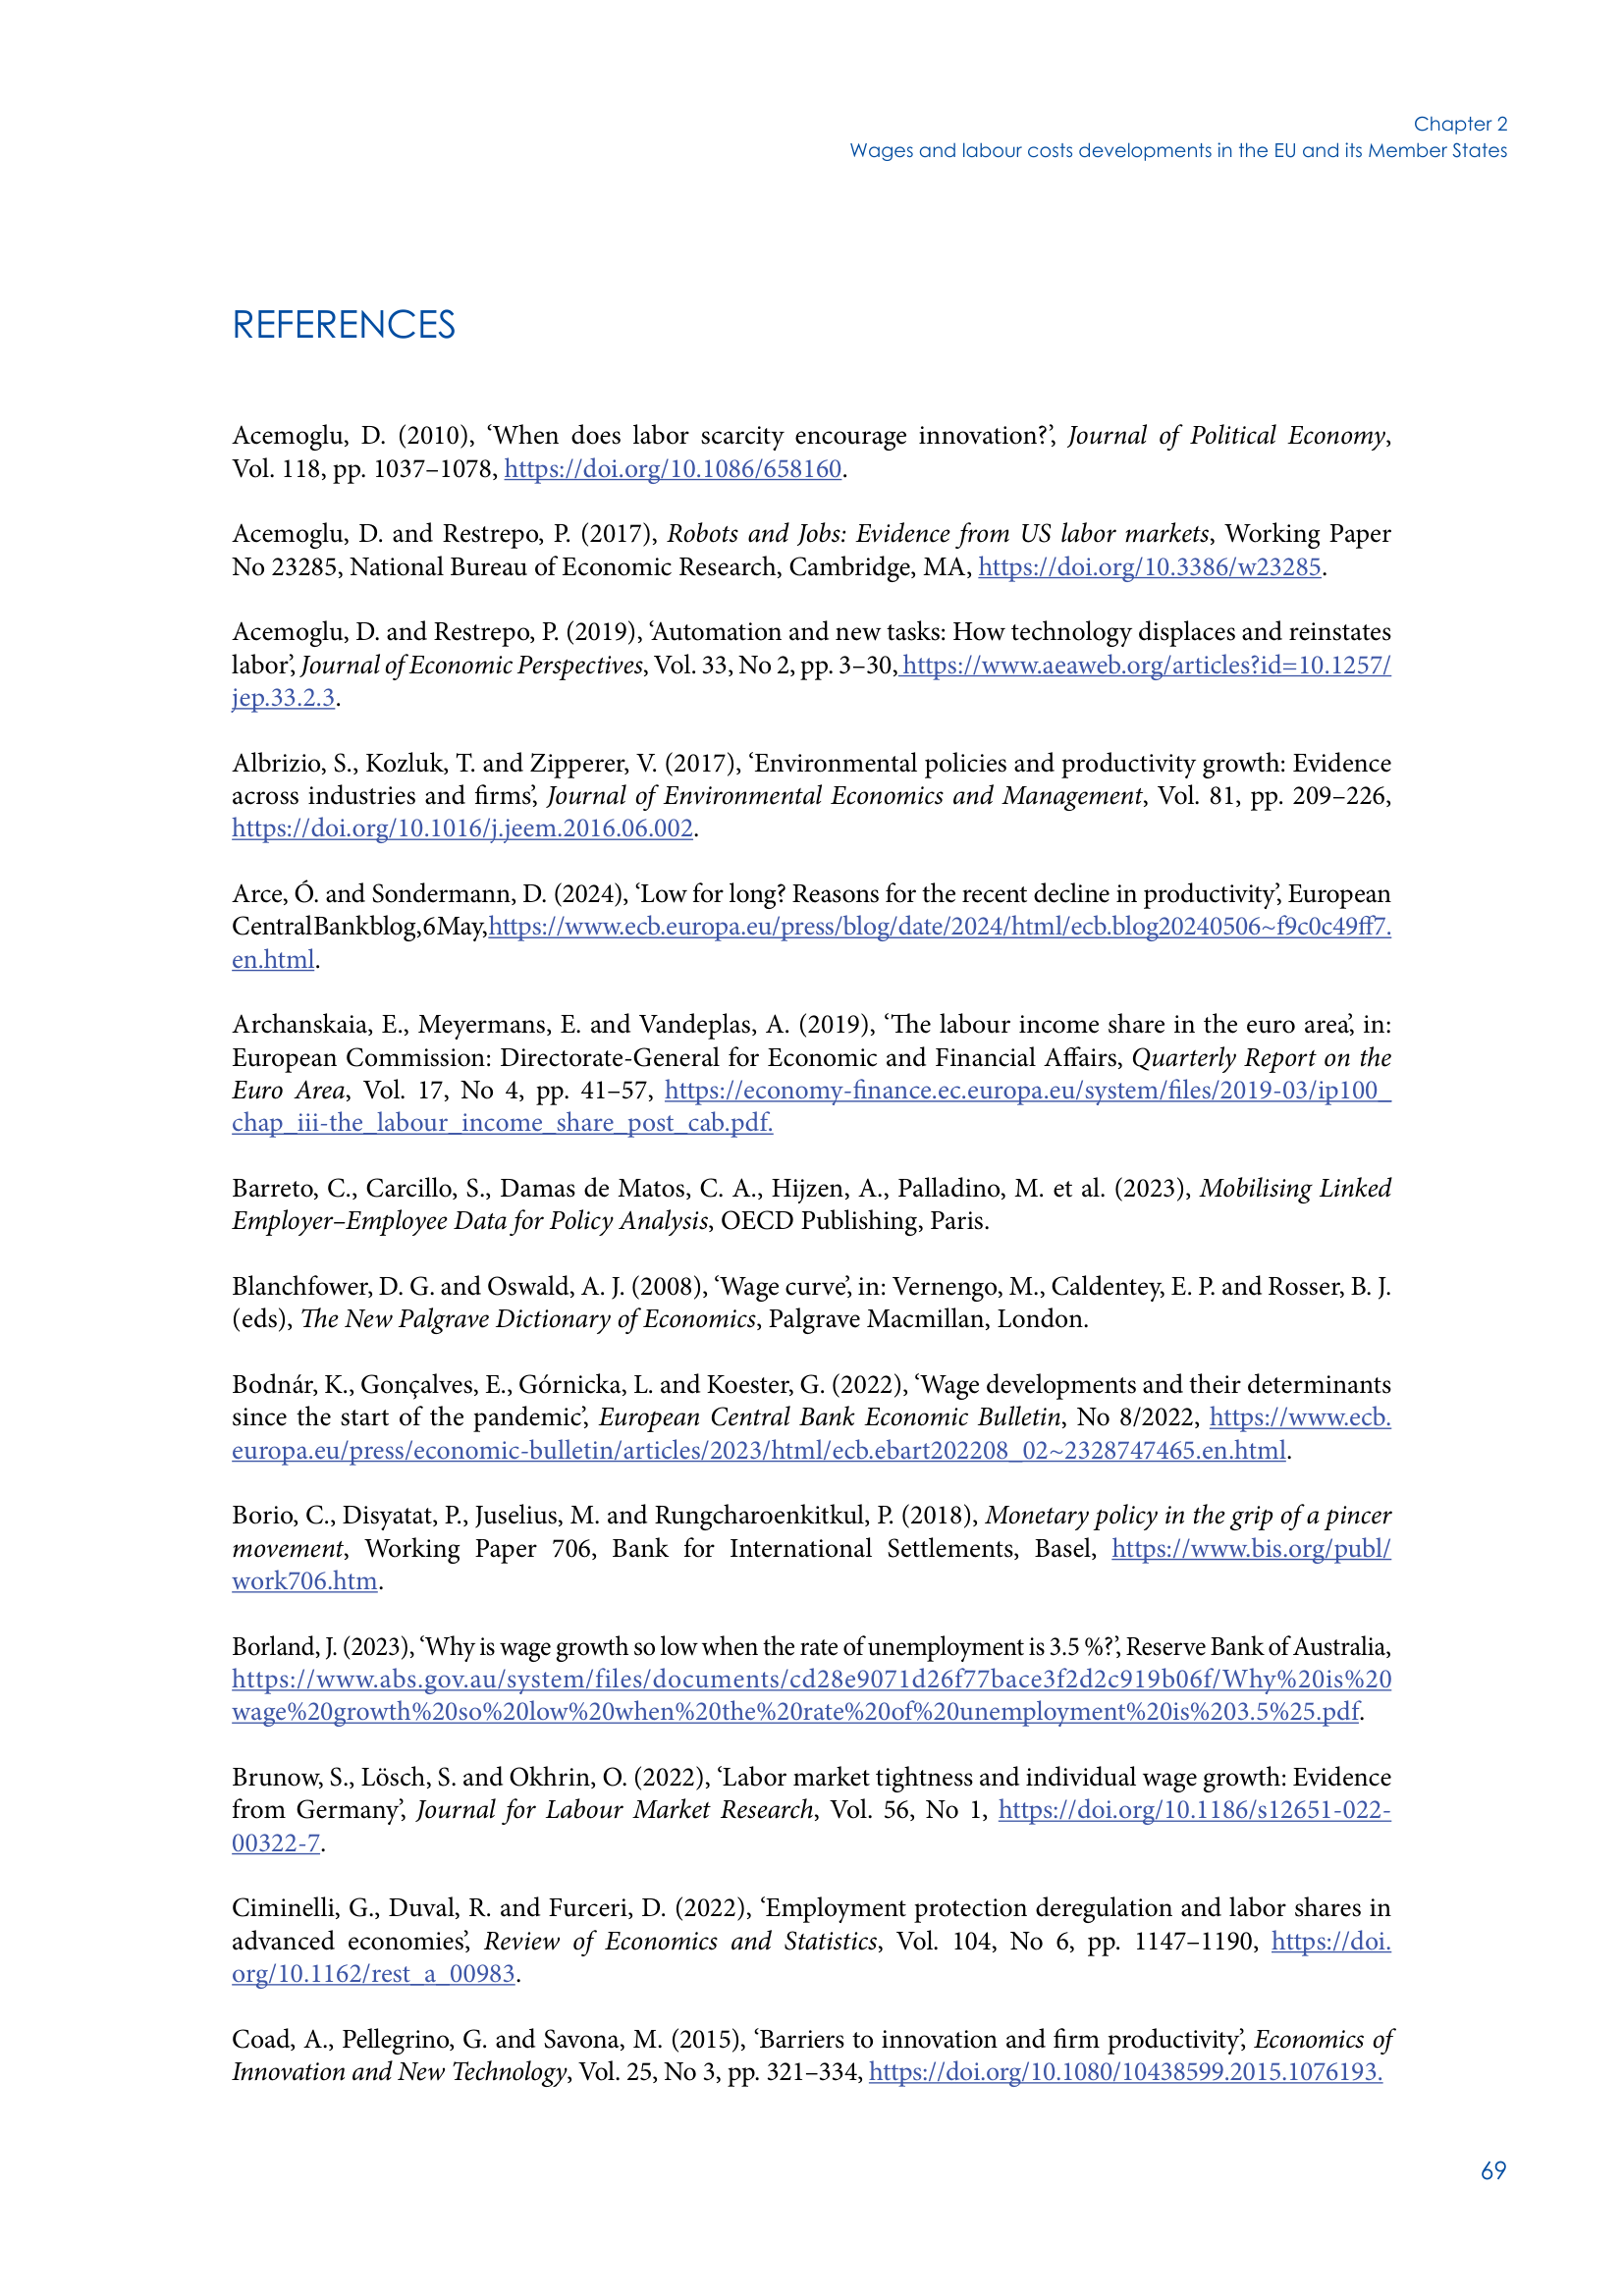 Chapter 2
Wages and labour costs developments in the EU and its Member States
REFERENCES
Acemoglu, D. (2010), ‘When does labor scarcity encourage innovation?’, Journal of Political Economy,
Vol. 118, pp. 1037–1078, https://doi.org/10.1086/658160.
Acemoglu, D. and Restrepo, P. (2017), Robots and Jobs: Evidence from US labor markets, Working Paper
No 23285, National Bureau of Economic Research, Cambridge, MA, https://doi.org/10.3386/w23285.
Acemoglu, D. and Restrepo, P. (2019), ‘Automation and new tasks: How technology displaces and reinstates
labor’, Journal of Economic Perspectives, Vol. 33, No 2, pp. 3–30, https://www.aeaweb.org/articles?id=10.1257/
jep.33.2.3.
Albrizio, S., Kozluk, T. and Zipperer, V. (2017), ‘Environmental policies and productivity growth: Evidence
across industries and firms’, Journal of Environmental Economics and Management, Vol. 81, pp. 209–226,
https://doi.org/10.1016/j.jeem.2016.06.002.
Arce, Ó. and Sondermann, D. (2024), ‘Low for long? Reasons for the recent decline in productivity’, European
Central Bank blog, 6 May, https://www.ecb.europa.eu/press/blog/date/2024/html/ecb.blog20240506~f9c0c49ff7.
en.html.
Archanskaia, E., Meyermans, E. and Vandeplas, A. (2019), ‘The labour income share in the euro area’, in:
European Commission: Directorate-General for Economic and Financial Affairs, Quarterly Report on the
Euro Area, Vol. 17, No 4, pp. 41–57, https://economy-finance.ec.europa.eu/system/files/2019-03/ip100_
chap_iii-the_labour_income_share_post_cab.pdf.
Barreto, C., Carcillo, S., Damas de Matos, C. A., Hijzen, A., Palladino, M. et al. (2023), Mobilising Linked
Employer–Employee Data for Policy Analysis, OECD Publishing, Paris.
Blanchfower, D. G. and Oswald, A. J. (2008), ‘Wage curve’, in: Vernengo, M., Caldentey, E. P. and Rosser, B. J.
(eds), The New Palgrave Dictionary of Economics, Palgrave Macmillan, London.
Bodnár, K., Gonçalves, E., Górnicka, L. and Koester, G. (2022), ‘Wage developments and their determinants
since the start of the pandemic’, European Central Bank Economic Bulletin, No 8/2022, https://www.ecb.
europa.eu/press/economic-bulletin/articles/2023/html/ecb.ebart202208_02~2328747465.en.html.
Borio, C., Disyatat, P., Juselius, M. and Rungcharoenkitkul, P. (2018), Monetary policy in the grip of a pincer
movement, Working Paper 706, Bank for International Settlements, Basel, https://www.bis.org/publ/
work706.htm.
Borland, J. (2023), ‘Why is wage growth so low when the rate of unemployment is 3.5 %?’, Reserve Bank of Australia,
https://www.abs.gov.au/system/files/documents/cd28e9071d26f77bace3f2d2c919b06f/Why%20is%20
wage%20growth%20so%20low%20when%20the%20rate%20of%20unemployment%20is%203.5%25.pdf.
Brunow, S., Lösch, S. and Okhrin, O. (2022), ‘Labor market tightness and individual wage growth: Evidence
from Germany’, Journal for Labour Market Research, Vol. 56, No 1, https://doi.org/10.1186/s12651-022-
00322-7.
Ciminelli, G., Duval, R. and Furceri, D. (2022), ‘Employment protection deregulation and labor shares in
advanced economies’, Review of Economics and Statistics, Vol. 104, No 6, pp. 1147–1190, https://doi.
org/10.1162/rest_a_00983.
Coad, A., Pellegrino, G. and Savona, M. (2015), ‘Barriers to innovation and firm productivity’, Economics of
Innovation and New Technology, Vol. 25, No 3, pp. 321–334, https://doi.org/10.1080/10438599.2015.1076193.
69